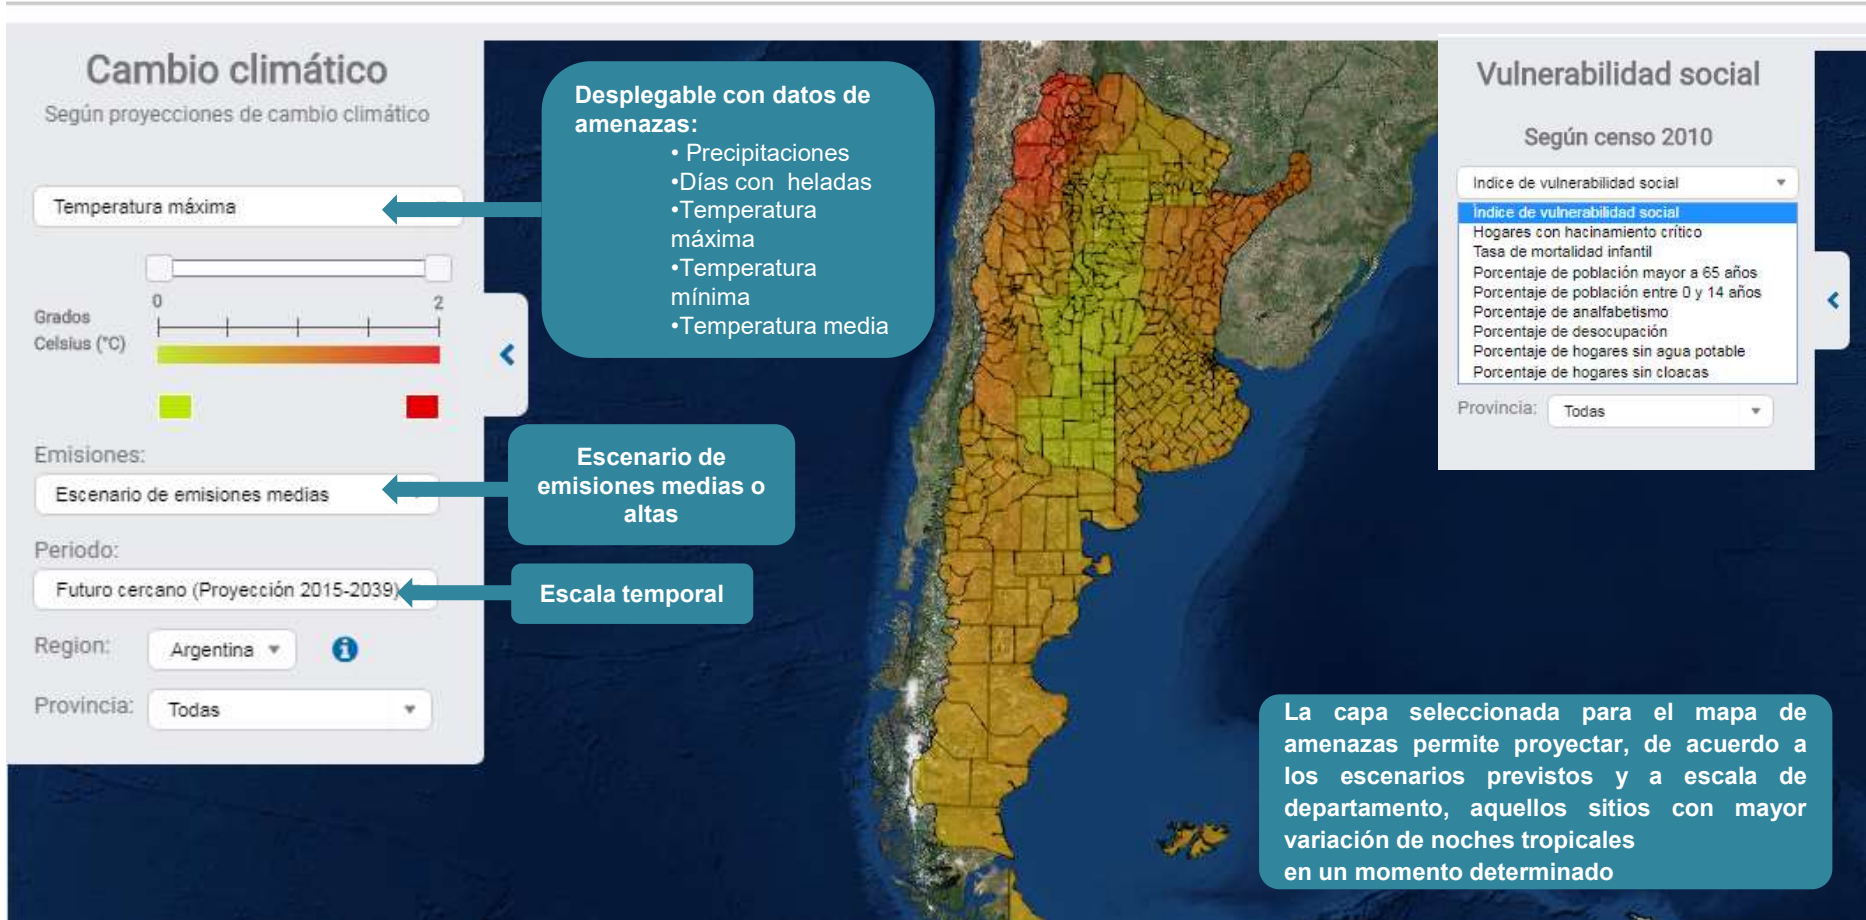 Cambio climático
Según proyecciones de cambio climático
Temperatura máxima
0
2
Grados
Celsius (°C)
Emisiones:
Escenario de emisiones medias
Periodo:
Futuro cercano (Proyección 2015-2039)
Region:
Argentina
Provincia:
Todas
Desplegable con datos de
amenazas:
• Precipitaciones
•Días con heladas
•Temperatura
máxima
•Temperatura
mínima
•Temperatura media
Escenario de
emisiones medias o
altas
Escala temporal
Vulnerabilidad social
Según censo 2010
Indice de vulnerabilidad social
Índice de vulnerabilidad social
Hogares con hacinamiento crítico
Tasa de mortalidad infantil
Porcentaje de población mayor a 65 años
Porcentaje de población entre 0 y 14 años
Porcentaje de analfabetismo
Porcentaje de desocupación
Porcentaje de hogares sin agua potable
Porcentaje de hogares sin cloacas
Provincia:
Todas
La capa seleccionada para el mapa de
amenazas permite proyectar, de acuerdo a
los escenarios previstos y a escala de
departamento, aquellos sitios con mayor
variación de noches tropicales
en un momento determinado